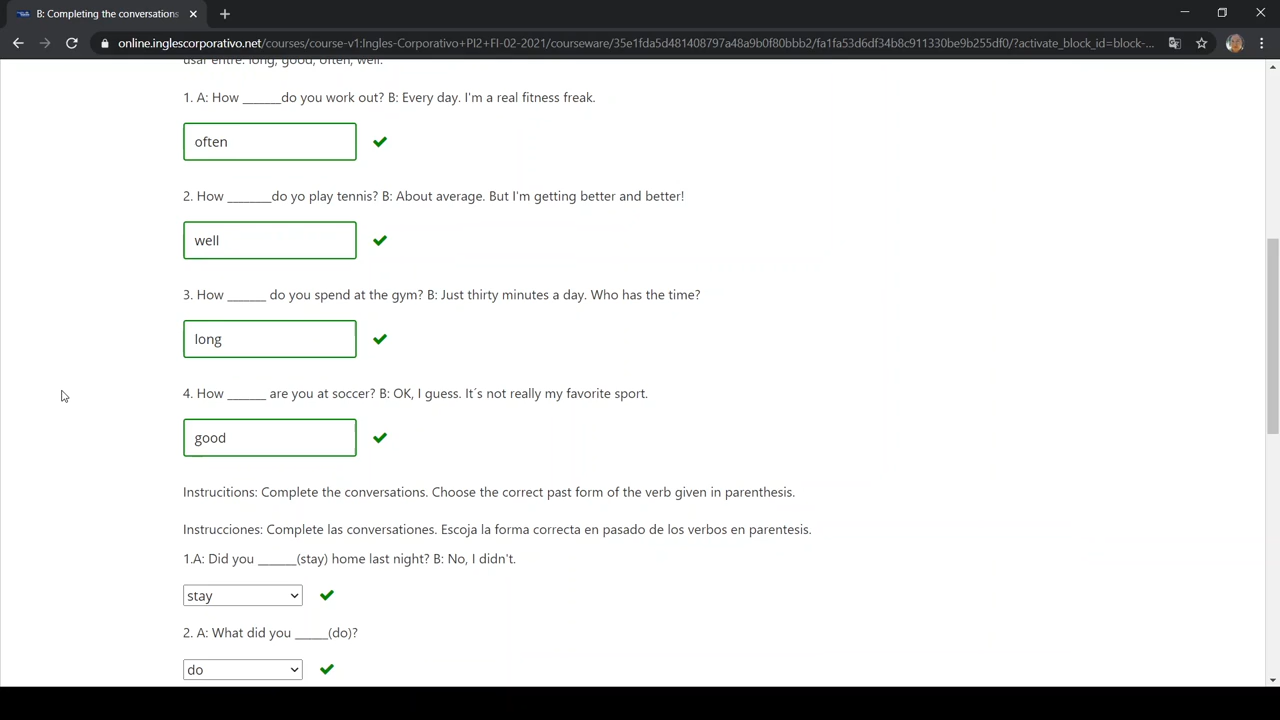 B: Completing the conversations
online.inglescorporativo.net/courses/course-v1:Ingles-Corporativo+PI2+FI-02-2021/courseware/35e1fda5d481408797a48a9b0f80bbb2/fa1fa53d6df34b8c911330be9b255df0/?activate_block_id=block-...
usar entre: long, good, often, well.
1. A: How _______do you work out? B: Every day. I'm a real fitness freak.
often
2. How ________do yo play tennis? B: About average. But I'm getting better and better!
well
3. How _______ do you spend at the gym? B: Just thirty minutes a day. Who has the time?
long
4. How _______ are you at soccer? B: OK, I guess. It´s not really my favorite sport.
good
Instrucitions: Complete the conversations. Choose the correct past form of the verb given in parenthesis.
Instrucciones: Complete las conversationes. Escoja la forma correcta en pasado de los verbos en parentesis.
1.A: Did you _______(stay) home last night? B: No, I didn't.
stay
2. A: What did you ______(do)?
do